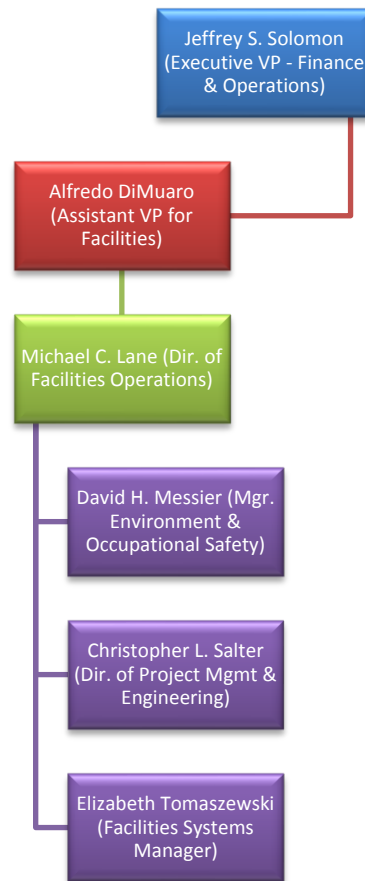 Jeffrey S. Solomon
(Executive VP - Finance
& Operations)
Alfredo DiMuaro
(Assistant VP for
Facilities)
Michael C. Lane (Dir. of
Facilities Operations)
David H. Messier (Mgr.
Environment &
Occupational Safety)
Christopher L. Salter
(Dir. of Project Mgmt &
Engineering)
Elizabeth Tomaszewski
(Facilities Systems
Manager)